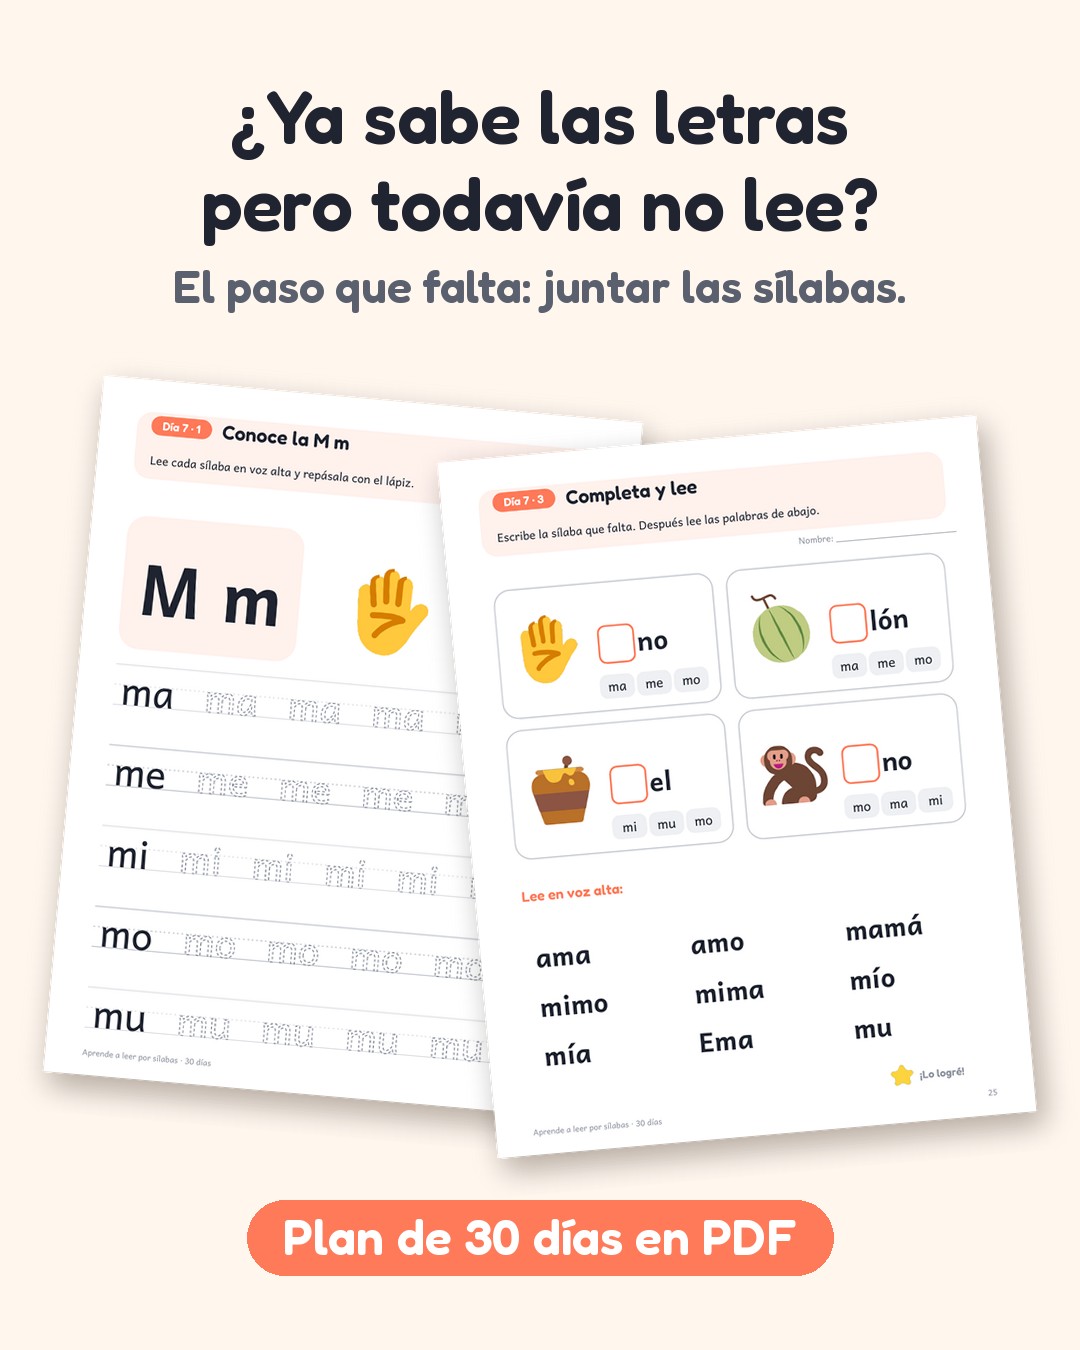 ¿Ya sabe las letras
pero todavía no lee?
El paso que falta: juntar las sílabas.
Día 7 · 1 Conoce la M m
Lee cada sílaba en voz alta y repásala con el lápiz.
M m
ma ma ma ma
me me me me m
mi mi mi mi mi
mo mo mo mo mo
mu mu mu mu mu
Aprende a leer por sílabas · 30 días
Día 7 · 3 Completa y lee
Escribe la sílaba que falta. Después lee las palabras de abajo.
Nombre:
no
ma me mo
lón
ma me mo
el
mi mu mo
no
mo ma mi
Lee en voz alta:
ama amo mamá
mimo mima mío
mía Ema mu
¡Lo logré!
25
Aprende a leer por sílabas · 30 días
Plan de 30 días en PDF